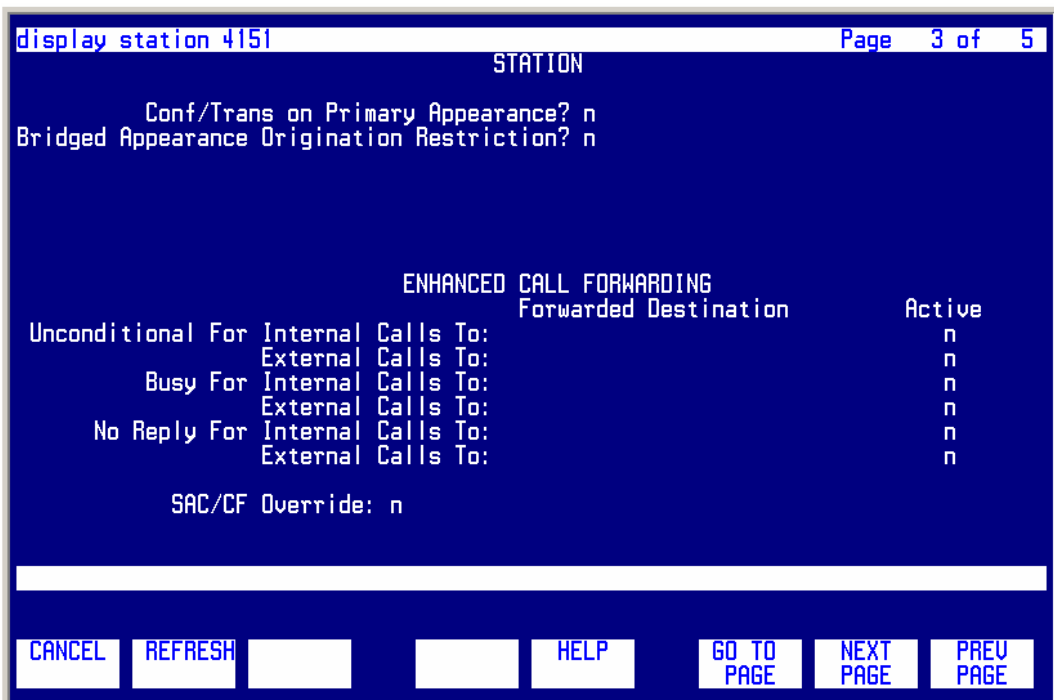 display station 4151 Page 3 of 5
STATION
Conf/Trans on Primary Appearance? n
Bridged Appearance Origination Restriction? n
ENHANCED CALL FORWARDING
Forwarded Destination Active
Unconditional For Internal Calls To: n
External Calls To: n
Busy For Internal Calls To: n
External Calls To: n
No Reply For Internal Calls To: n
External Calls To: n
SAC/CF Override: n
CANCEL REFRESH HELP GO TO NEXT PREV
PAGE PAGE PAGE